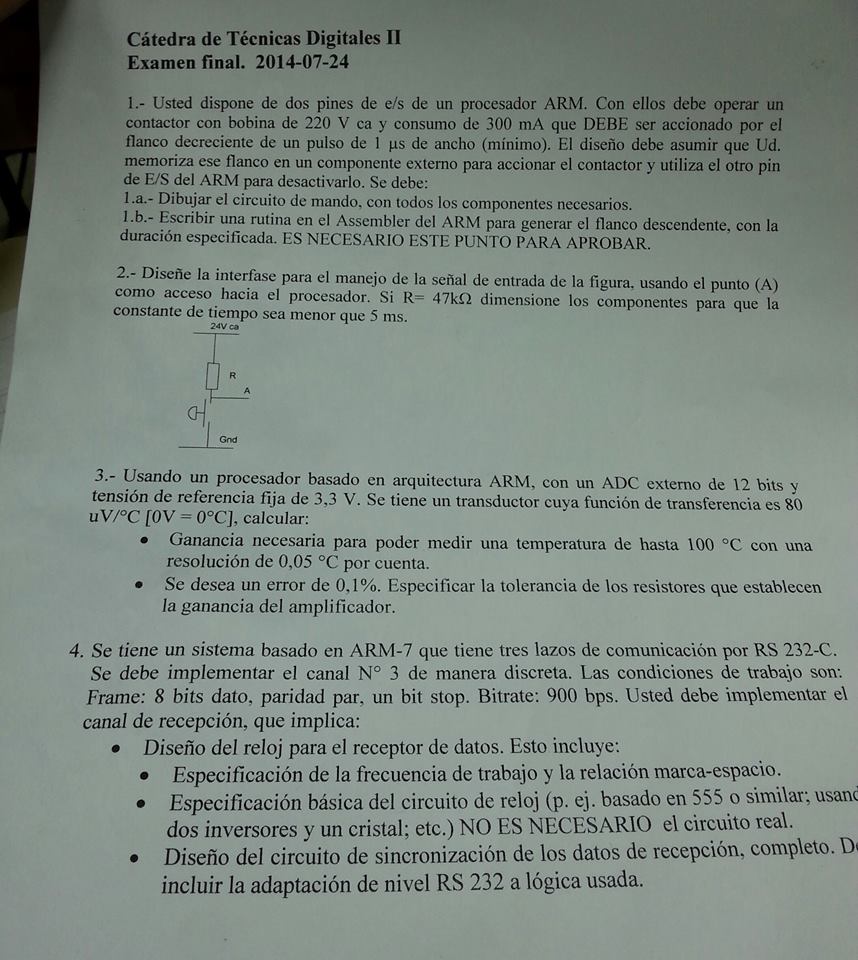 Cátedra de Técnicas Digitales II
Examen final. 2014-07-24
1.- Usted dispone de dos pines de e/s de un procesador ARM. Con ellos debe operar un
contactor con bobina de 220 V ca y consumo de 300 mA que DEBE ser accionado por el
flanco decreciente de un pulso de 1 µs de ancho (mínimo). El diseño debe asumir que Ud.
memoriza ese flanco en un componente externo para accionar el contactor y utiliza el otro pin
de E/S del ARM para desactivarlo. Se debe:
1.a.- Dibujar el circuito de mando, con todos los componentes necesarios.
1.b.- Escribir una rutina en el Assembler del ARM para generar el flanco descendente, con la
duración especificada. ES NECESARIO ESTE PUNTO PARA APROBAR.
2.- Diseñe la interfase para el manejo de la señal de entrada de la figura, usando el punto (A)
como acceso hacia el procesador. Si R= 47kΩ dimensione los componentes para que la
constante de tiempo sea menor que 5 ms.
24V ca
R
A
Gnd
3.- Usando un procesador basado en arquitectura ARM, con un ADC externo de 12 bits y
tensión de referencia fija de 3,3 V. Se tiene un transductor cuya función de transferencia es 80
uV/°C [0V = 0°C], calcular:
• Ganancia necesaria para poder medir una temperatura de hasta 100 °C con una
resolución de 0,05 °C por cuenta.
• Se desea un error de 0,1%. Especificar la tolerancia de los resistores que establecen
la ganancia del amplificador.
4. Se tiene un sistema basado en ARM-7 que tiene tres lazos de comunicación por RS 232-C.
Se debe implementar el canal N° 3 de manera discreta. Las condiciones de trabajo son:
Frame: 8 bits dato, paridad par, un bit stop. Bitrate: 900 bps. Usted debe implementar el
canal de recepción, que implica:
• Diseño del reloj para el receptor de datos. Esto incluye:
• Especificación de la frecuencia de trabajo y la relación marca-espacio.
• Especificación básica del circuito de reloj (p. ej. basado en 555 o similar; usand
dos inversores y un cristal; etc.) NO ES NECESARIO el circuito real.
• Diseño del circuito de sincronización de los datos de recepción, completo. D
incluir la adaptación de nivel RS 232 a lógica usada.